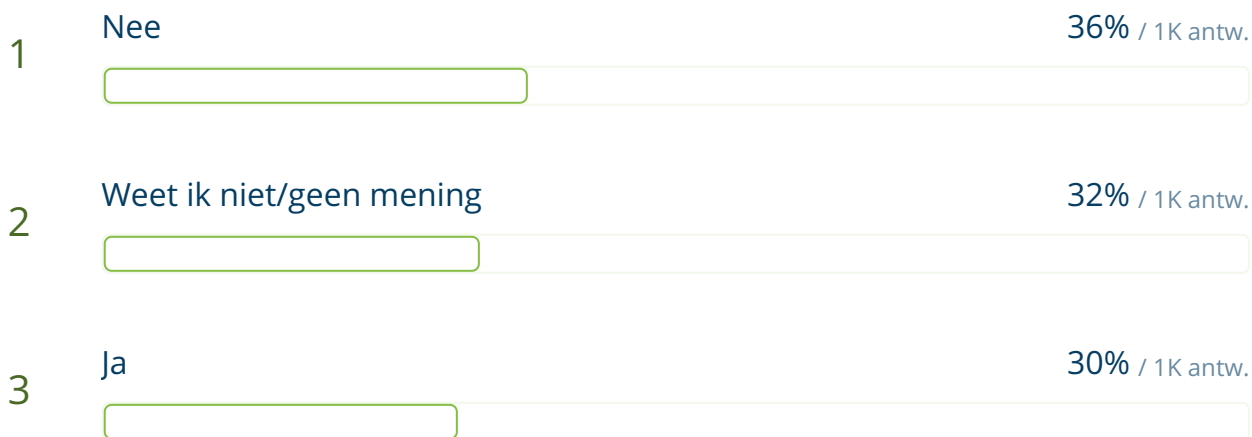 1 Nee 36% / 1K antw.
2 Weet ik niet/geen mening 32% / 1K antw.
3 Ja 30% / 1K antw.